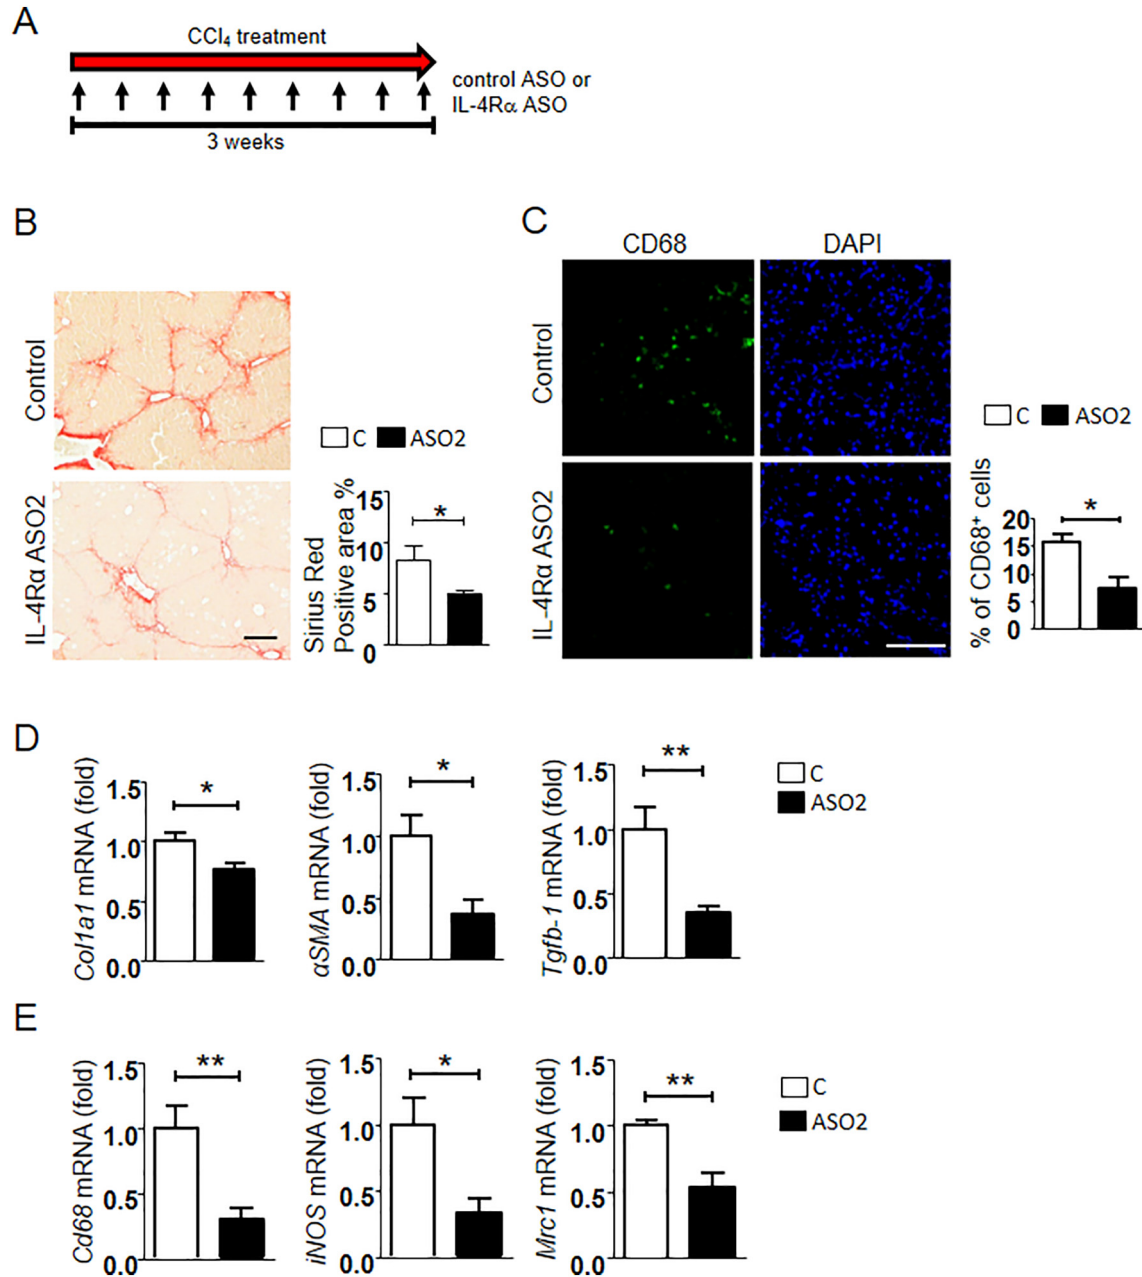 A
CCl₄ treatment
control ASO or
IL-4Rα ASO
3 weeks
B
Control
IL-4Rα ASO2
C ASO2
Sirius Red
Positive area %
15
10
5
0
*
C
CD68 DAPI
Control
IL-4Rα ASO2
C ASO2
% of CD68⁺ cells
20
15
10
5
0
*
D
Col1a1 mRNA (fold)
1.5
1.0
0.5
0.0
*
αSMA mRNA (fold)
1.5
1.0
0.5
0.0
*
Tgfb-1 mRNA (fold)
1.5
1.0
0.5
0.0
**
C
ASO2
E
Cd68 mRNA (fold)
1.5
1.0
0.5
0.0
**
iNOS mRNA (fold)
1.5
1.0
0.5
0.0
*
Mrc1 mRNA (fold)
1.5
1.0
0.5
0.0
**
C
ASO2